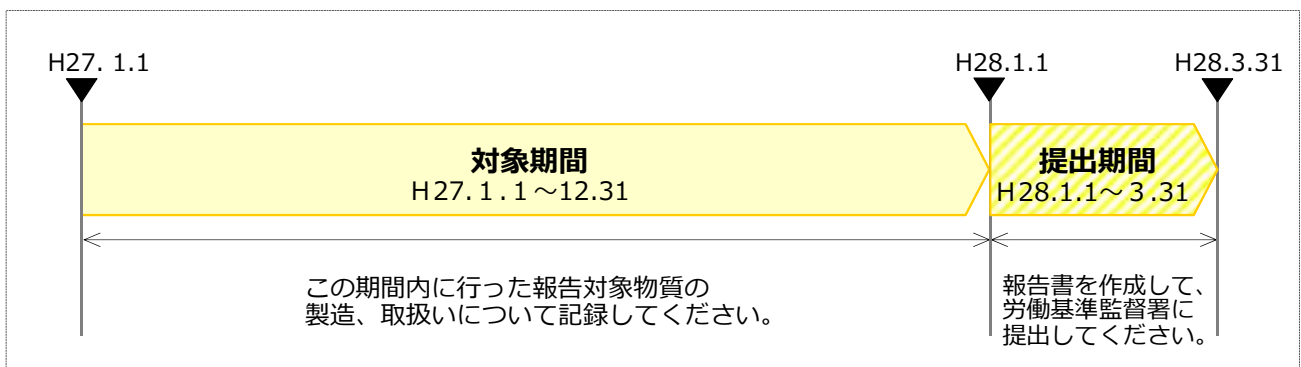 H27. 1.1
H28.1.1
H28.3.31
対象期間
H27. 1 . 1 ～12.31
提出期間
H28.1.1～ 3 .31
この期間内に行った報告対象物質の
製造、取扱いについて記録してください。
報告書を作成して、
労働基準監督署に
提出してください。